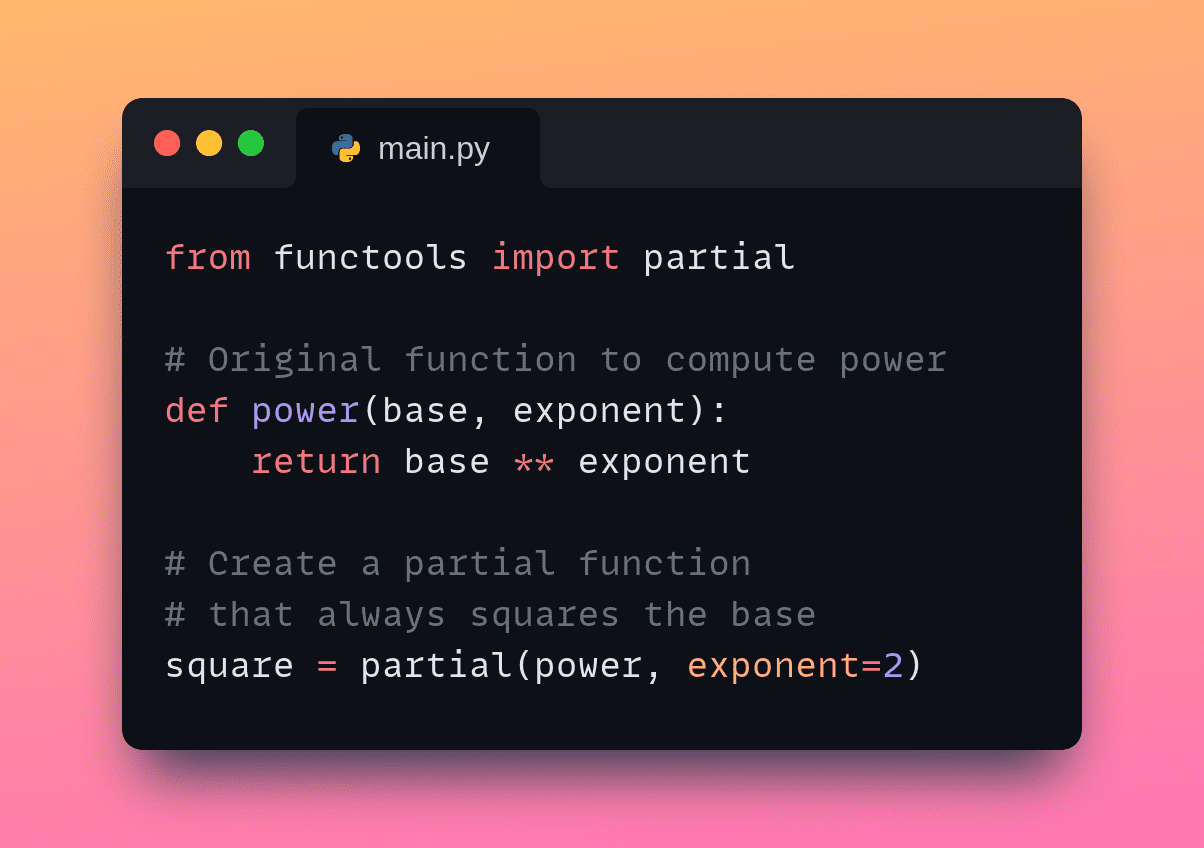 main.py
from functools import partial
# Original function to compute power
def power(base, exponent):
    return base ** exponent
# Create a partial function
# that always squares the base
square = partial(power, exponent=2)